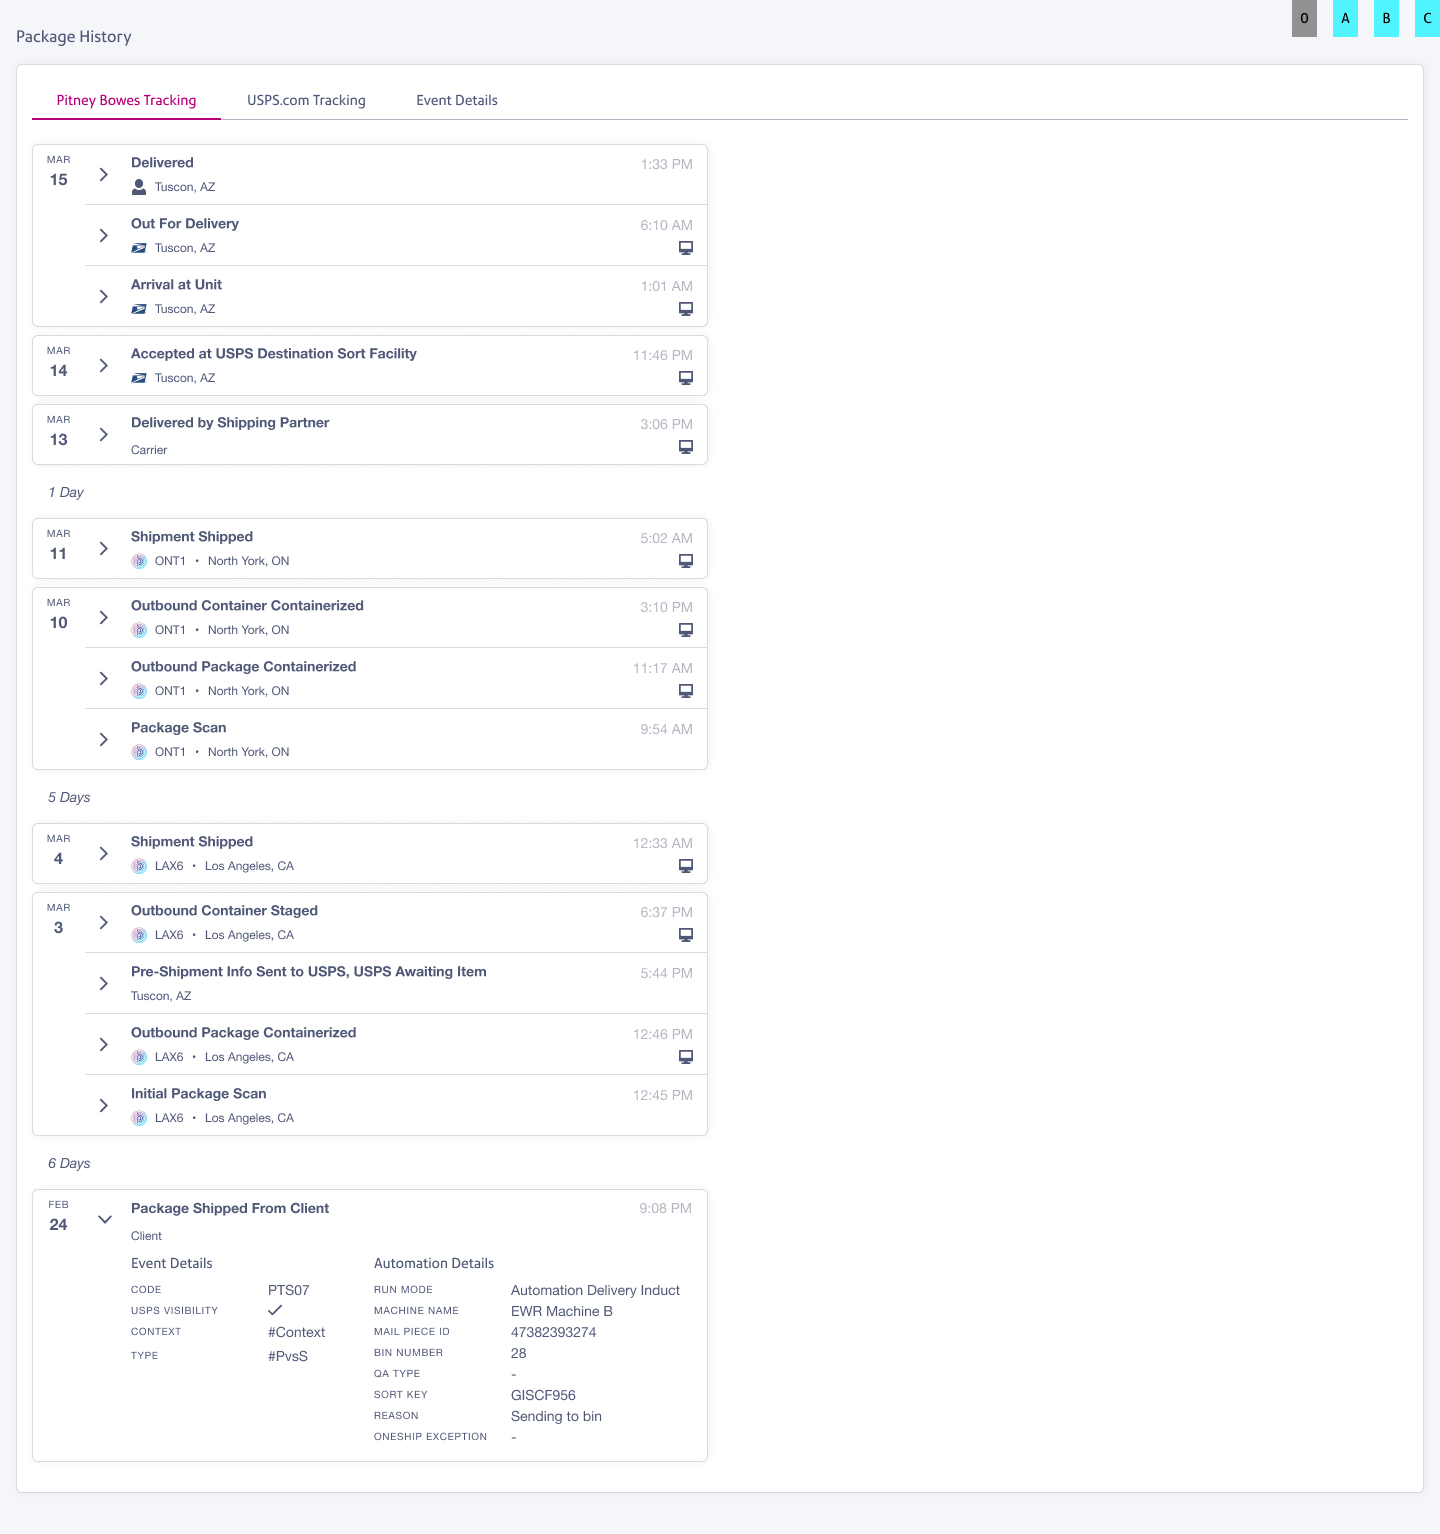 0 A B C
Package History
Pitney Bowes Tracking USPS.com Tracking Event Details
MAR
15
Delivered 1:33 PM
Tuscon, AZ
Out For Delivery 6:10 AM
Tuscon, AZ
Arrival at Unit 1:01 AM
Tuscon, AZ
MAR
14
Accepted at USPS Destination Sort Facility 11:46 PM
Tuscon, AZ
MAR
13
Delivered by Shipping Partner 3:06 PM
Carrier
1 Day
MAR
11
Shipment Shipped 5:02 AM
ONT1 • North York, ON
MAR
10
Outbound Container Containerized 3:10 PM
ONT1 • North York, ON
Outbound Package Containerized 11:17 AM
ONT1 • North York, ON
Package Scan 9:54 AM
ONT1 • North York, ON
5 Days
MAR
4
Shipment Shipped 12:33 AM
LAX6 • Los Angeles, CA
MAR
3
Outbound Container Staged 6:37 PM
LAX6 • Los Angeles, CA
Pre-Shipment Info Sent to USPS, USPS Awaiting Item 5:44 PM
Tuscon, AZ
Outbound Package Containerized 12:46 PM
LAX6 • Los Angeles, CA
Initial Package Scan 12:45 PM
LAX6 • Los Angeles, CA
6 Days
FEB
24
Package Shipped From Client 9:08 PM
Client
Event Details
CODE PTS07
USPS VISIBILITY
CONTEXT #Context
TYPE #PvsS
Automation Details
RUN MODE Automation Delivery Induct
MACHINE NAME EWR Machine B
MAIL PIECE ID 47382393274
BIN NUMBER 28
QA TYPE -
SORT KEY GISCF956
REASON Sending to bin
ONESHIP EXCEPTION -